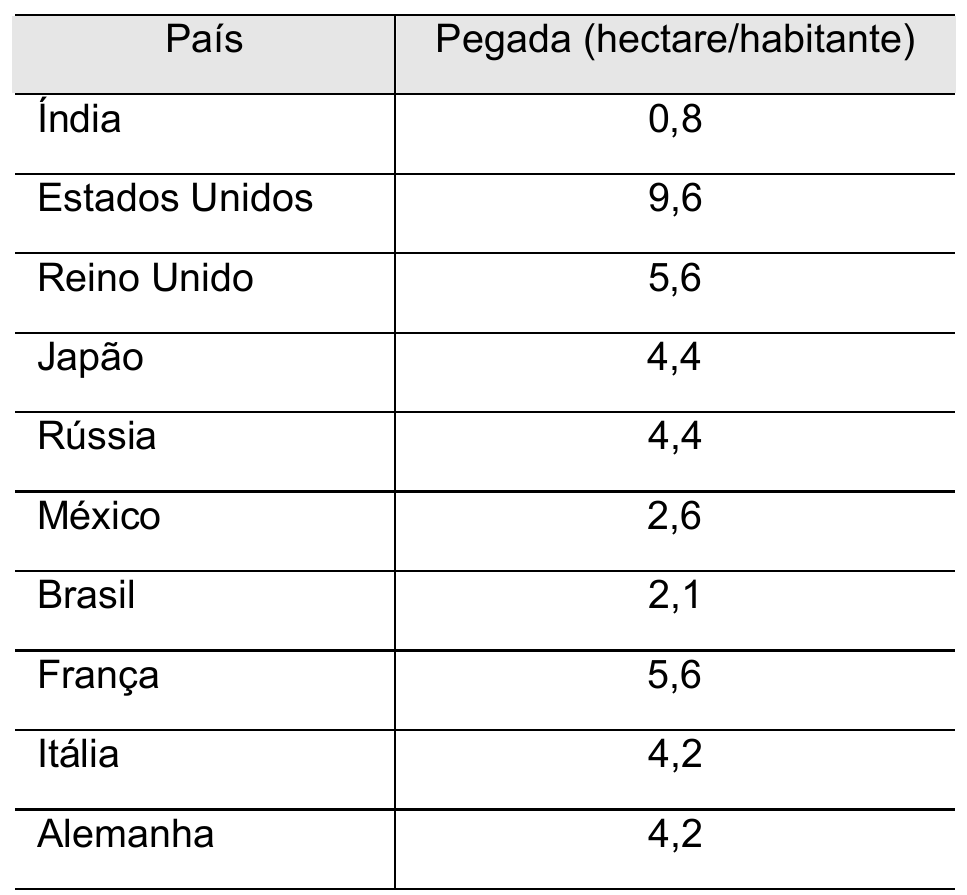 País Pegada (hectare/habitante)
Índia 0,8
Estados Unidos 9,6
Reino Unido 5,6
Japão 4,4
Rússia 4,4
México 2,6
Brasil 2,1
França 5,6
Itália 4,2
Alemanha 4,2